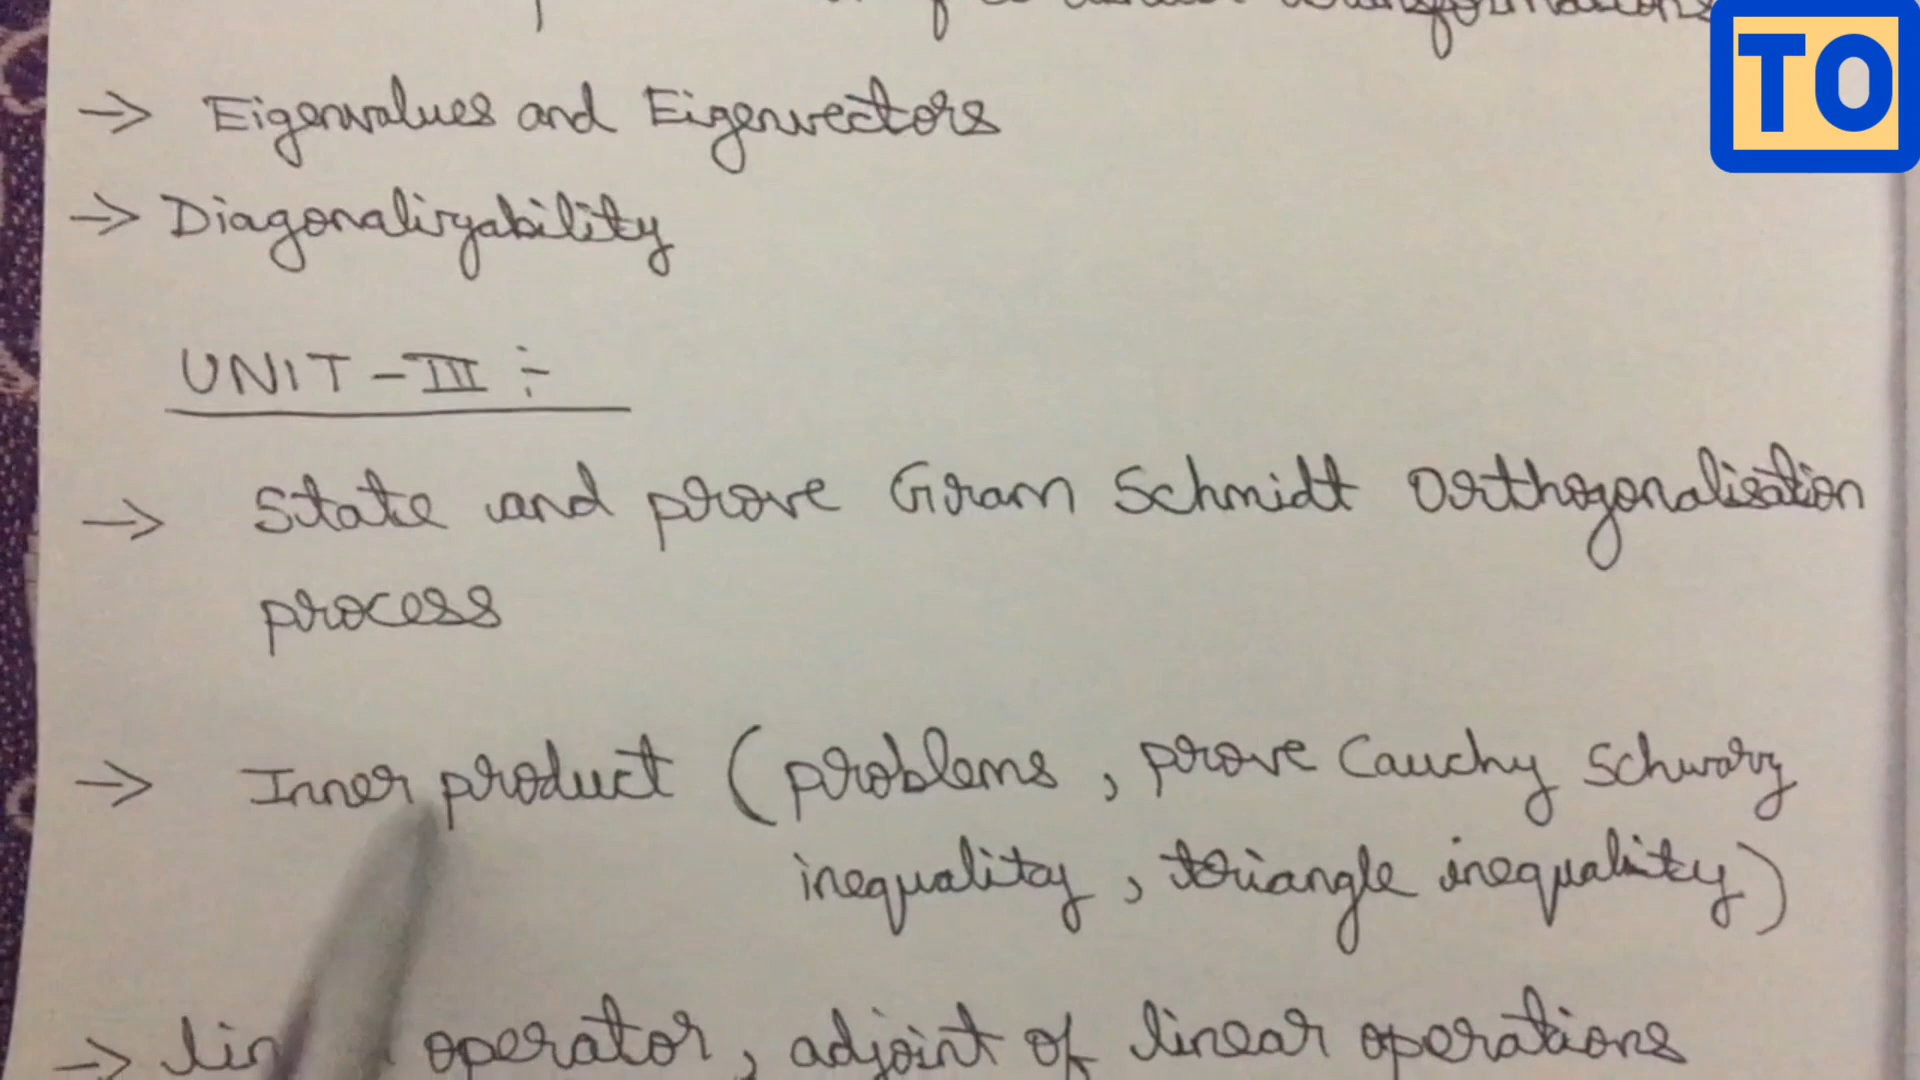 transformations
TO
→ Eigenvalues and Eigenvectors
→ Diagonalizability
UNIT - III :-
→ State and prove Gram Schmidt Orthogonalisation
process
→ Inner product (problems, prove Cauchy Schwarz
inequality, triangle inequality)
→ operator, adjoint of linear operations